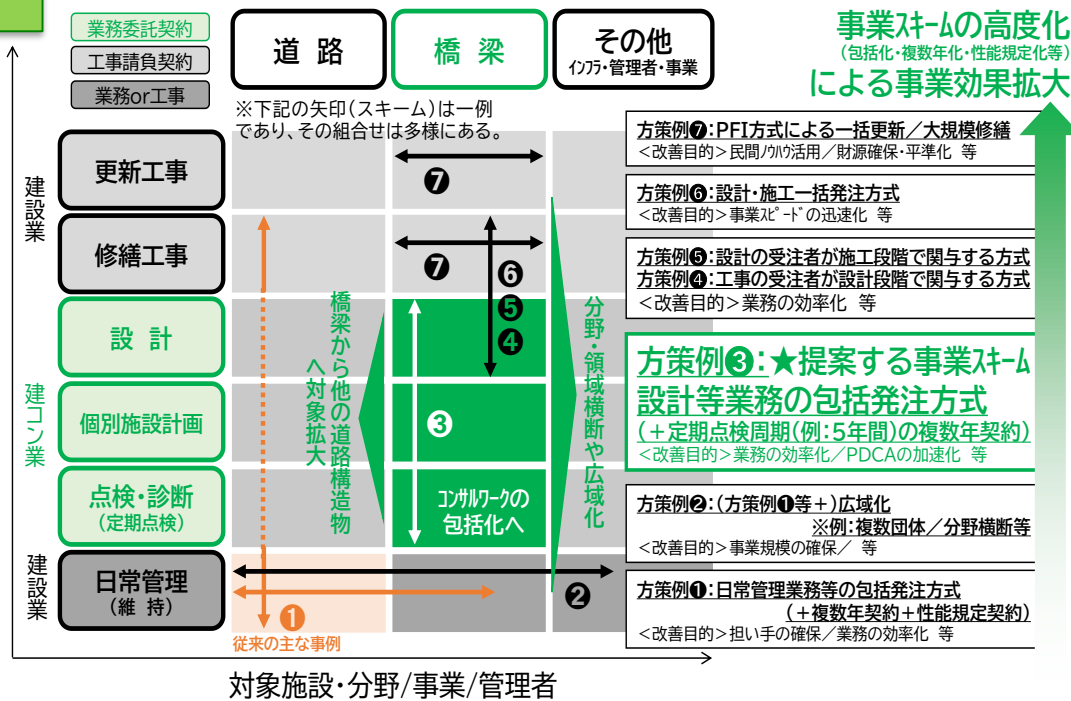 業務委託契約
工事請負契約
業務or工事
道 路
橋 梁
その他
インフラ・管理者・事業
事業スキームの高度化
(包括化・複数年化・性能規定化等)
による事業効果拡大
※下記の矢印(スキーム)は一例
であり、その組合せは多様にある。
建設業
更新工事
修繕工事
建コン業
設 計
個別施設計画
点検・診断
(定期点検)
建設業
日常管理
(維 持)
❼
❼
❻
❺
❹
❸
コンサルワークの
包括化へ
橋梁から他の道路構造物
へ対象拡大
分野・領域横断や広域化
❷
❶
従来の主な事例
対象施設・分野/事業/管理者
方策例❼:PFI方式による一括更新/大規模修繕
<改善目的>民間ノウハウ活用/財源確保・平準化 等
方策例❻:設計・施工一括発注方式
<改善目的>事業スピードの迅速化 等
方策例❺:設計の受注者が施工段階で関与する方式
方策例❹:工事の受注者が設計段階で関与する方式
<改善目的>業務の効率化 等
方策例❸:★提案する事業スキーム
設計等業務の包括発注方式
(+定期点検周期(例:5年間)の複数年契約)
<改善目的>業務の効率化/PDCAの加速化 等
方策例❷:(方策例❶等+)広域化
※例:複数団体/分野横断等
<改善目的>事業規模の確保/ 等
方策例❶:日常管理業務等の包括発注方式
(+複数年契約+性能規定契約)
<改善目的>担い手の確保/業務の効率化 等